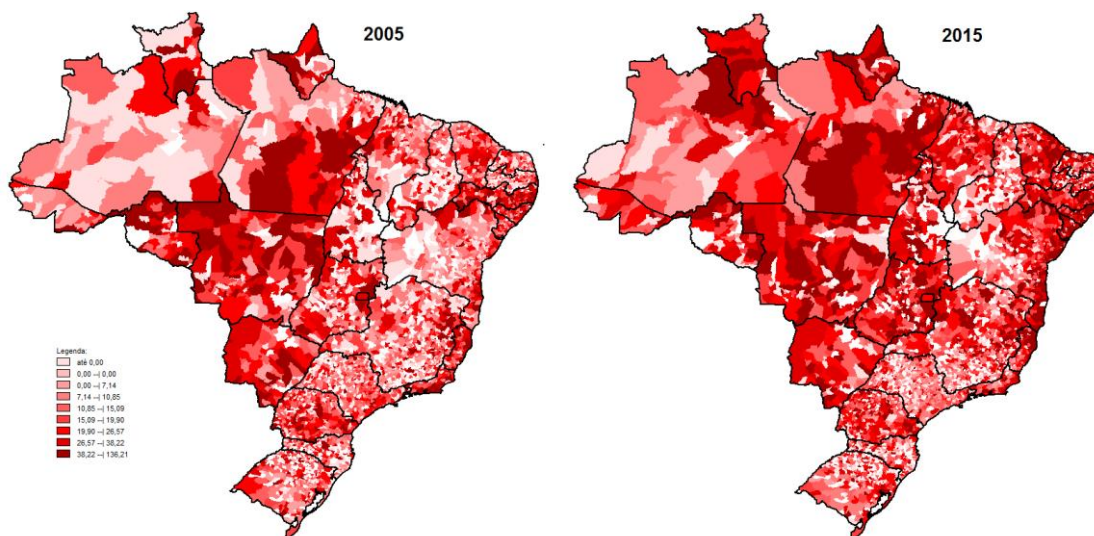 2005
2015
Legenda:
até 0,00
0,00 --| 0,00
0,00 --| 7,14
7,14 --| 10,85
10,85 --| 15,09
15,09 --| 19,90
19,90 --| 26,57
26,57 --| 38,22
38,22 --| 136,21